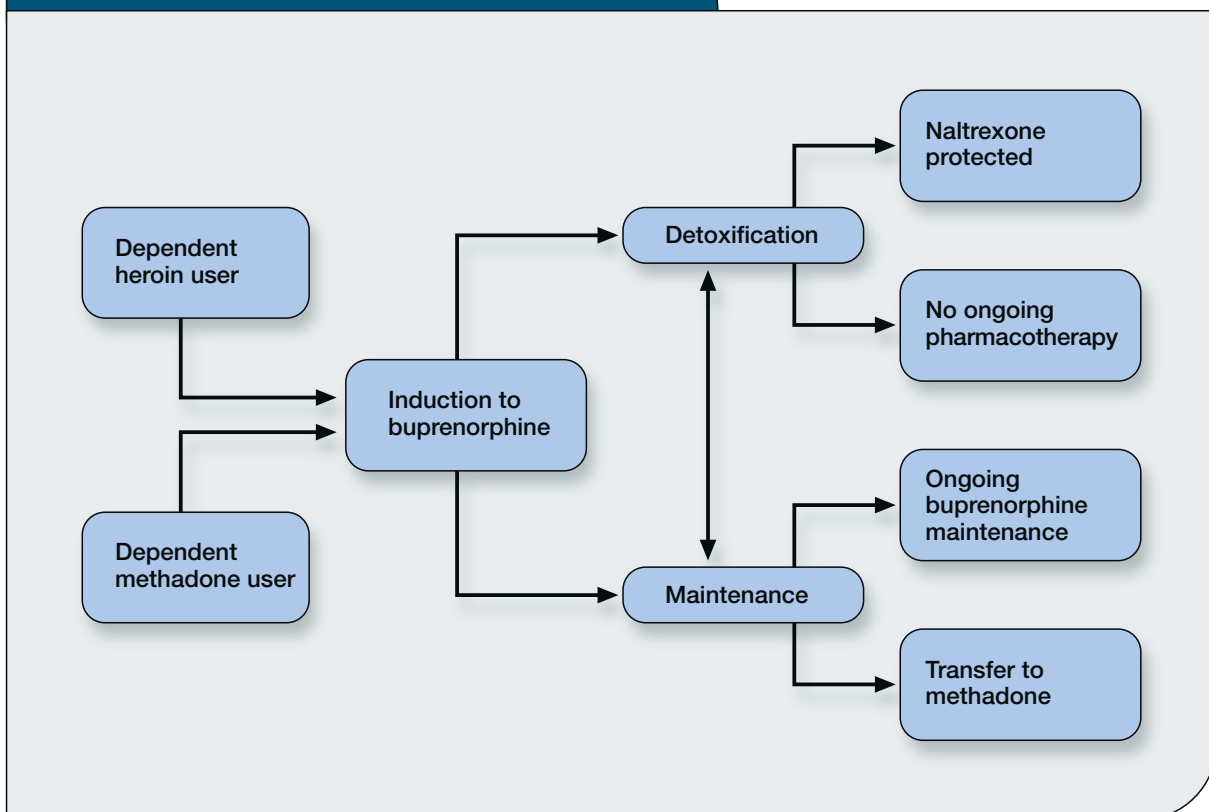 Naltrexone
protected
Detoxification
Dependent
heroin user
No ongoing
pharmacotherapy
Induction to
buprenorphine
Ongoing
buprenorphine
maintenance
Dependent
methadone user
Maintenance
Transfer to
methadone